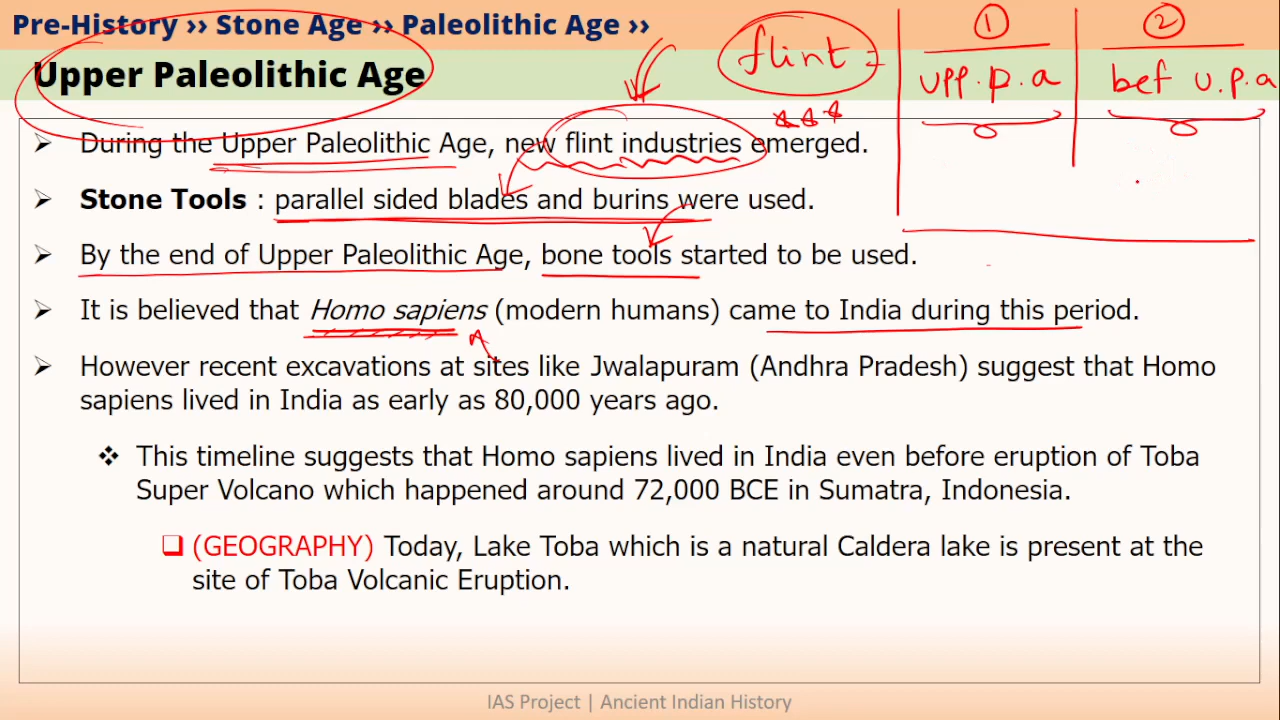 Pre-History ›› Stone Age ›› Paleolithic Age ››
Upper Paleolithic Age
flint =
①
upp. p. a
②
bef u.p.a
➢ During the Upper Paleolithic Age, new flint industries emerged.
➢ Stone Tools : parallel sided blades and burins were used.
➢ By the end of Upper Paleolithic Age, bone tools started to be used.
➢ It is believed that Homo sapiens (modern humans) came to India during this period.
➢ However recent excavations at sites like Jwalapuram (Andhra Pradesh) suggest that Homo
sapiens lived in India as early as 80,000 years ago.
❖ This timeline suggests that Homo sapiens lived in India even before eruption of Toba
Super Volcano which happened around 72,000 BCE in Sumatra, Indonesia.
❑ (GEOGRAPHY) Today, Lake Toba which is a natural Caldera lake is present at the
site of Toba Volcanic Eruption.
IAS Project | Ancient Indian History